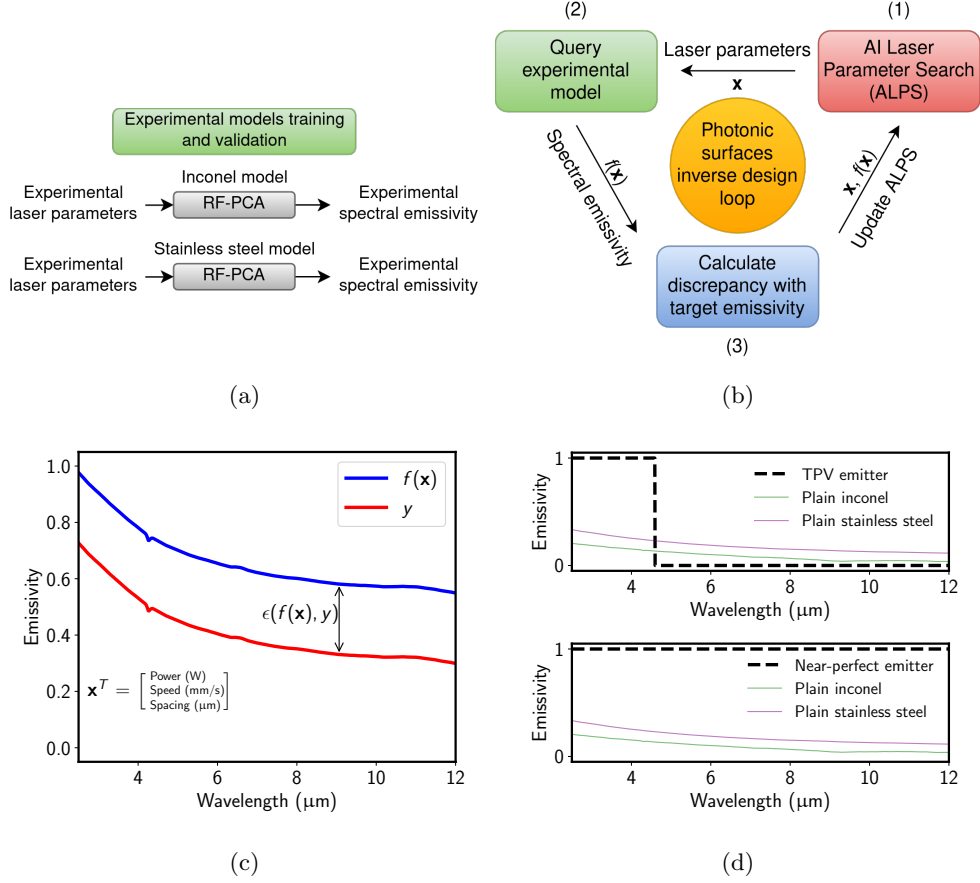 Experimental models training
and validation
Inconel model
Experimental
laser parameters
RF-PCA
Experimental
spectral emissivity
Stainless steel model
Experimental
laser parameters
RF-PCA
Experimental
spectral emissivity
(a)
(2)
(1)
Query
experimental
model
Laser parameters
x
AI Laser
Parameter Search
(ALPS)
Photonic
surfaces
inverse design
loop
f(x)
Spectral emissivity
x, f(x)
Update ALPS
Calculate
discrepancy with
target emissivity
(3)
(b)
1.0
0.8
0.6
0.4
0.2
0.0
Emissivity
f(x)
y
ϵ(f(x), y)
x^T = [Power (W)
Speed (mm/s)
Spacing (μm)]
4 6 8 10 12
Wavelength (μm)
(c)
1
0
Emissivity
TPV emitter
Plain inconel
Plain stainless steel
4 6 8 10 12
Wavelength (μm)
1
0
Emissivity
Near-perfect emitter
Plain inconel
Plain stainless steel
4 6 8 10 12
Wavelength (μm)
(d)